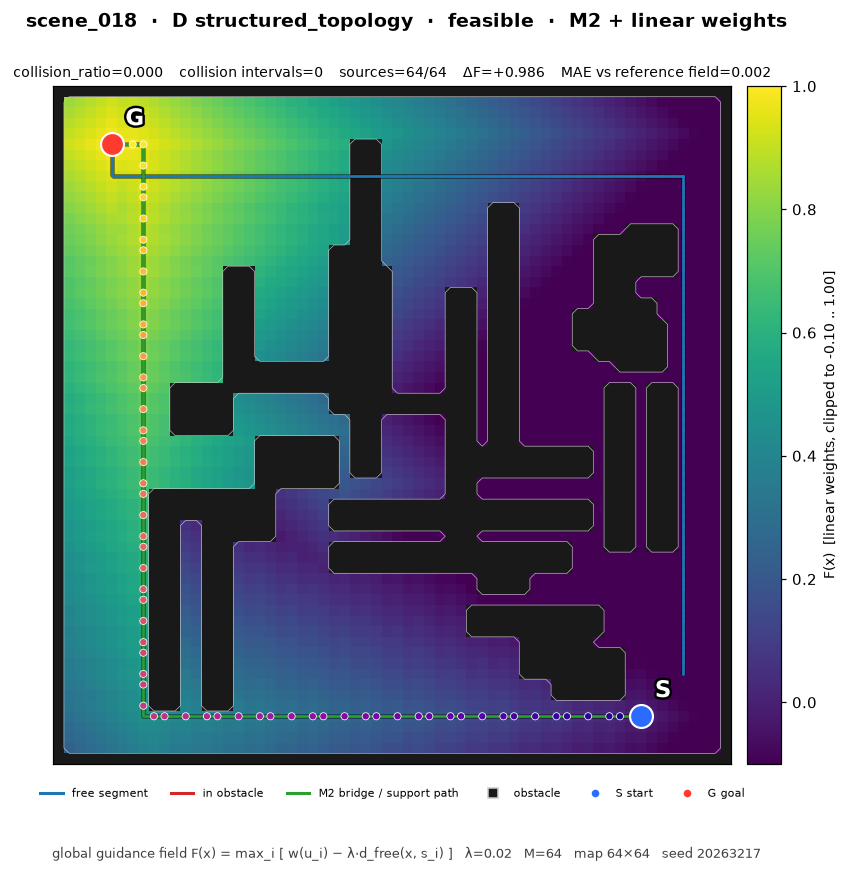 scene_018 · D structured_topology · feasible · M2 + linear weights
collision_ratio=0.000 collision intervals=0 sources=64/64 ΔF=+0.986 MAE vs reference field=0.002
G
S
1.0
0.8
0.6
0.4
0.2
0.0
F(x) [linear weights, clipped to -0.10 .. 1.00]
free segment in obstacle M2 bridge / support path obstacle S start G goal
global guidance field F(x) = max_i [ w(u_i) − λ·d_free(x, s_i) ] λ=0.02 M=64 map 64×64 seed 20263217